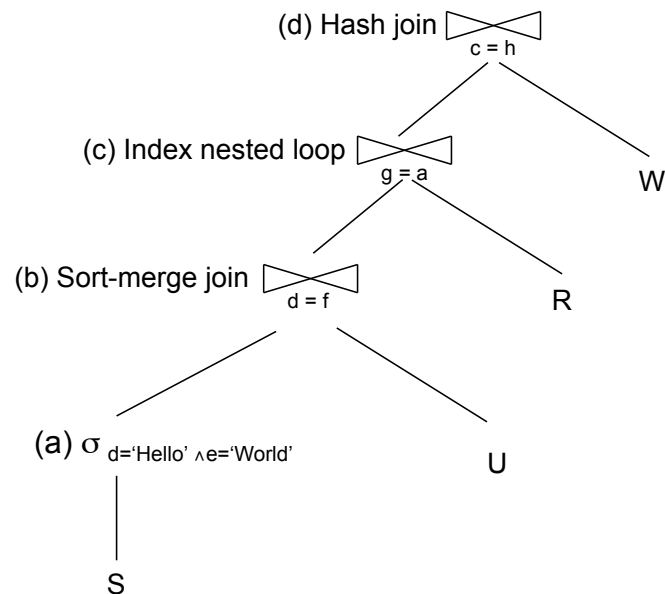 (d) Hash join
c = h
(c) Index nested loop
g = a
W
(b) Sort-merge join
d = f
R
(a) σ d=‘Hello’ ∧e=‘World’
U
S